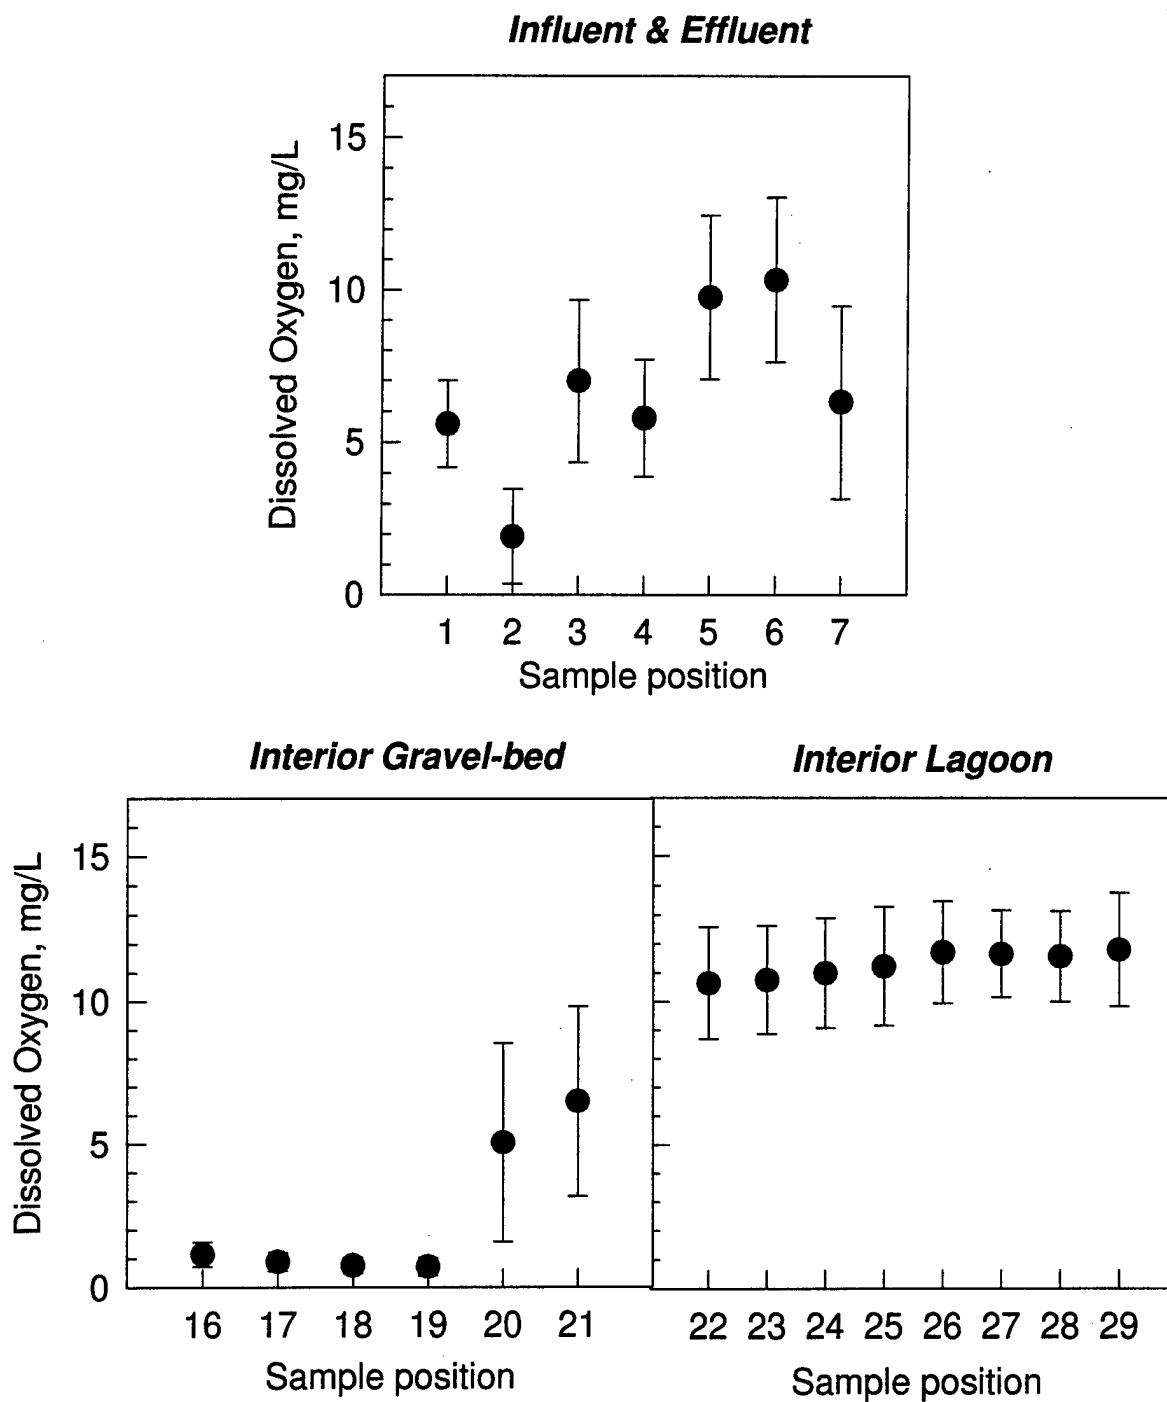 Influent & Effluent
Dissolved Oxygen, mg/L
15
10
5
0
1 2 3 4 5 6 7
Sample position
Interior Gravel-bed
Interior Lagoon
Dissolved Oxygen, mg/L
15
10
5
0
16 17 18 19 20 21
22 23 24 25 26 27 28 29
Sample position
Sample position